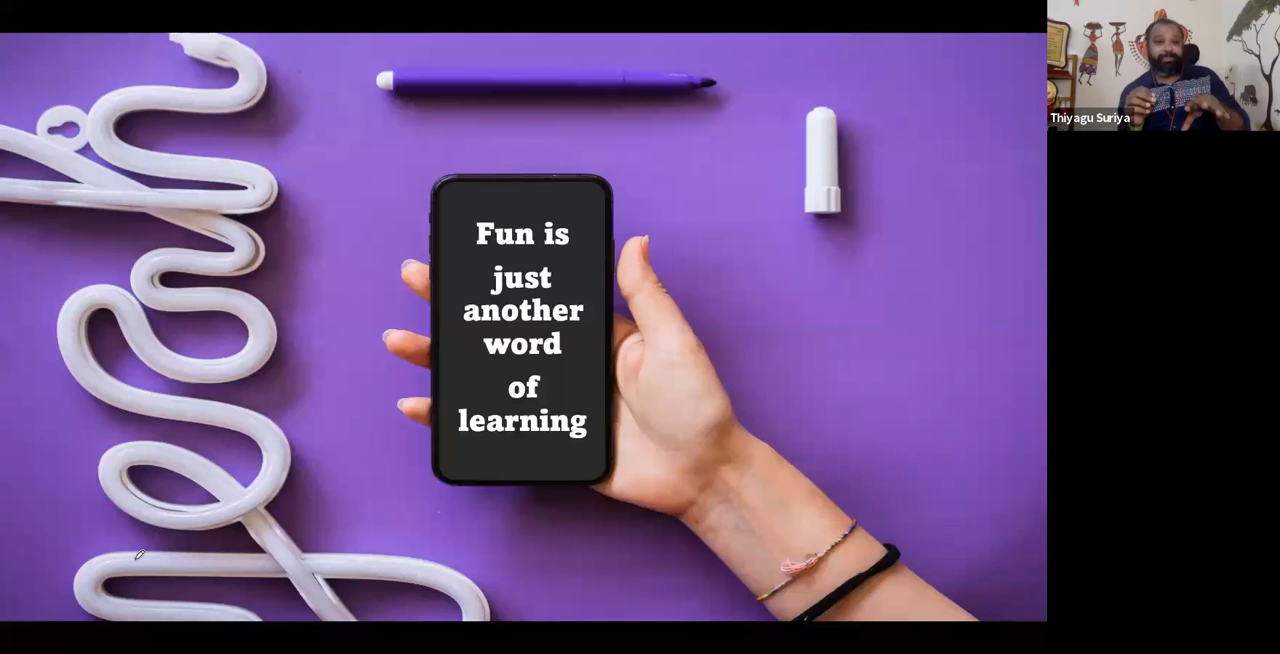 Fun is
just
another
word
of
learning
Thiyagu Suriya